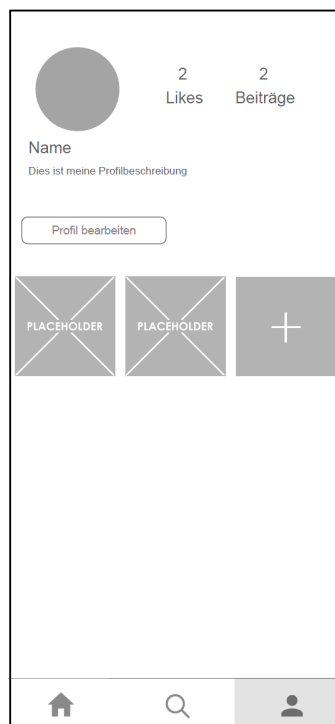 2 2
Likes Beiträge
Name
Dies ist meine Profilbeschreibung
Profil bearbeiten
PLACEHOLDER PLACEHOLDER